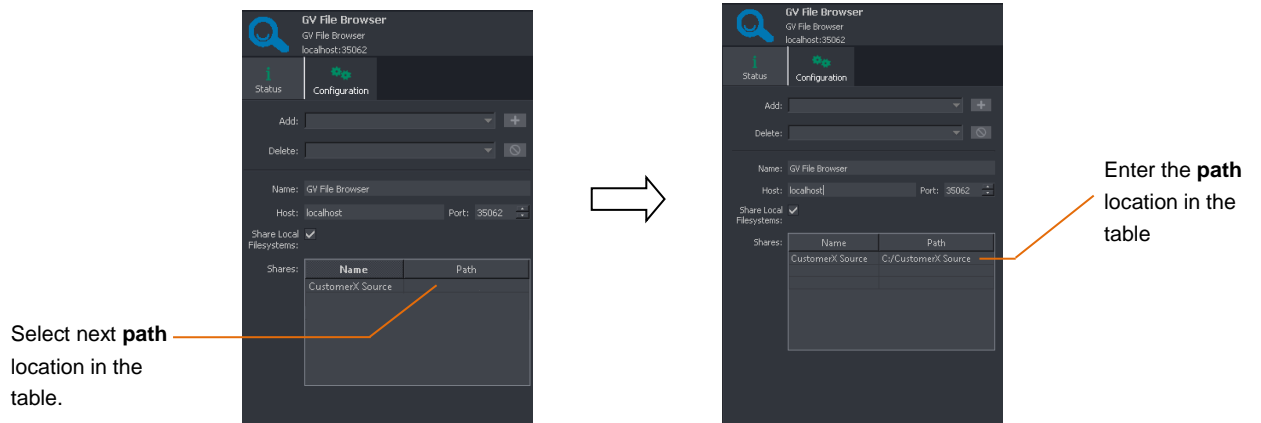 GV File Browser
GV File Browser
localhost:35062
Status
Configuration
Add:
Delete:
Name: GV File Browser
Host: localhost Port: 35062
Share Local
Filesystems:
Shares: Name Path
CustomerX Source
Select next path
location in the
table.
GV File Browser
GV File Browser
localhost:35062
Status
Configuration
Add:
Delete:
Name: GV File Browser
Host: localhost Port: 35062
Share Local
Filesystems:
Shares: Name Path
CustomerX Source C:/CustomerX Source
Enter the path
location in the
table